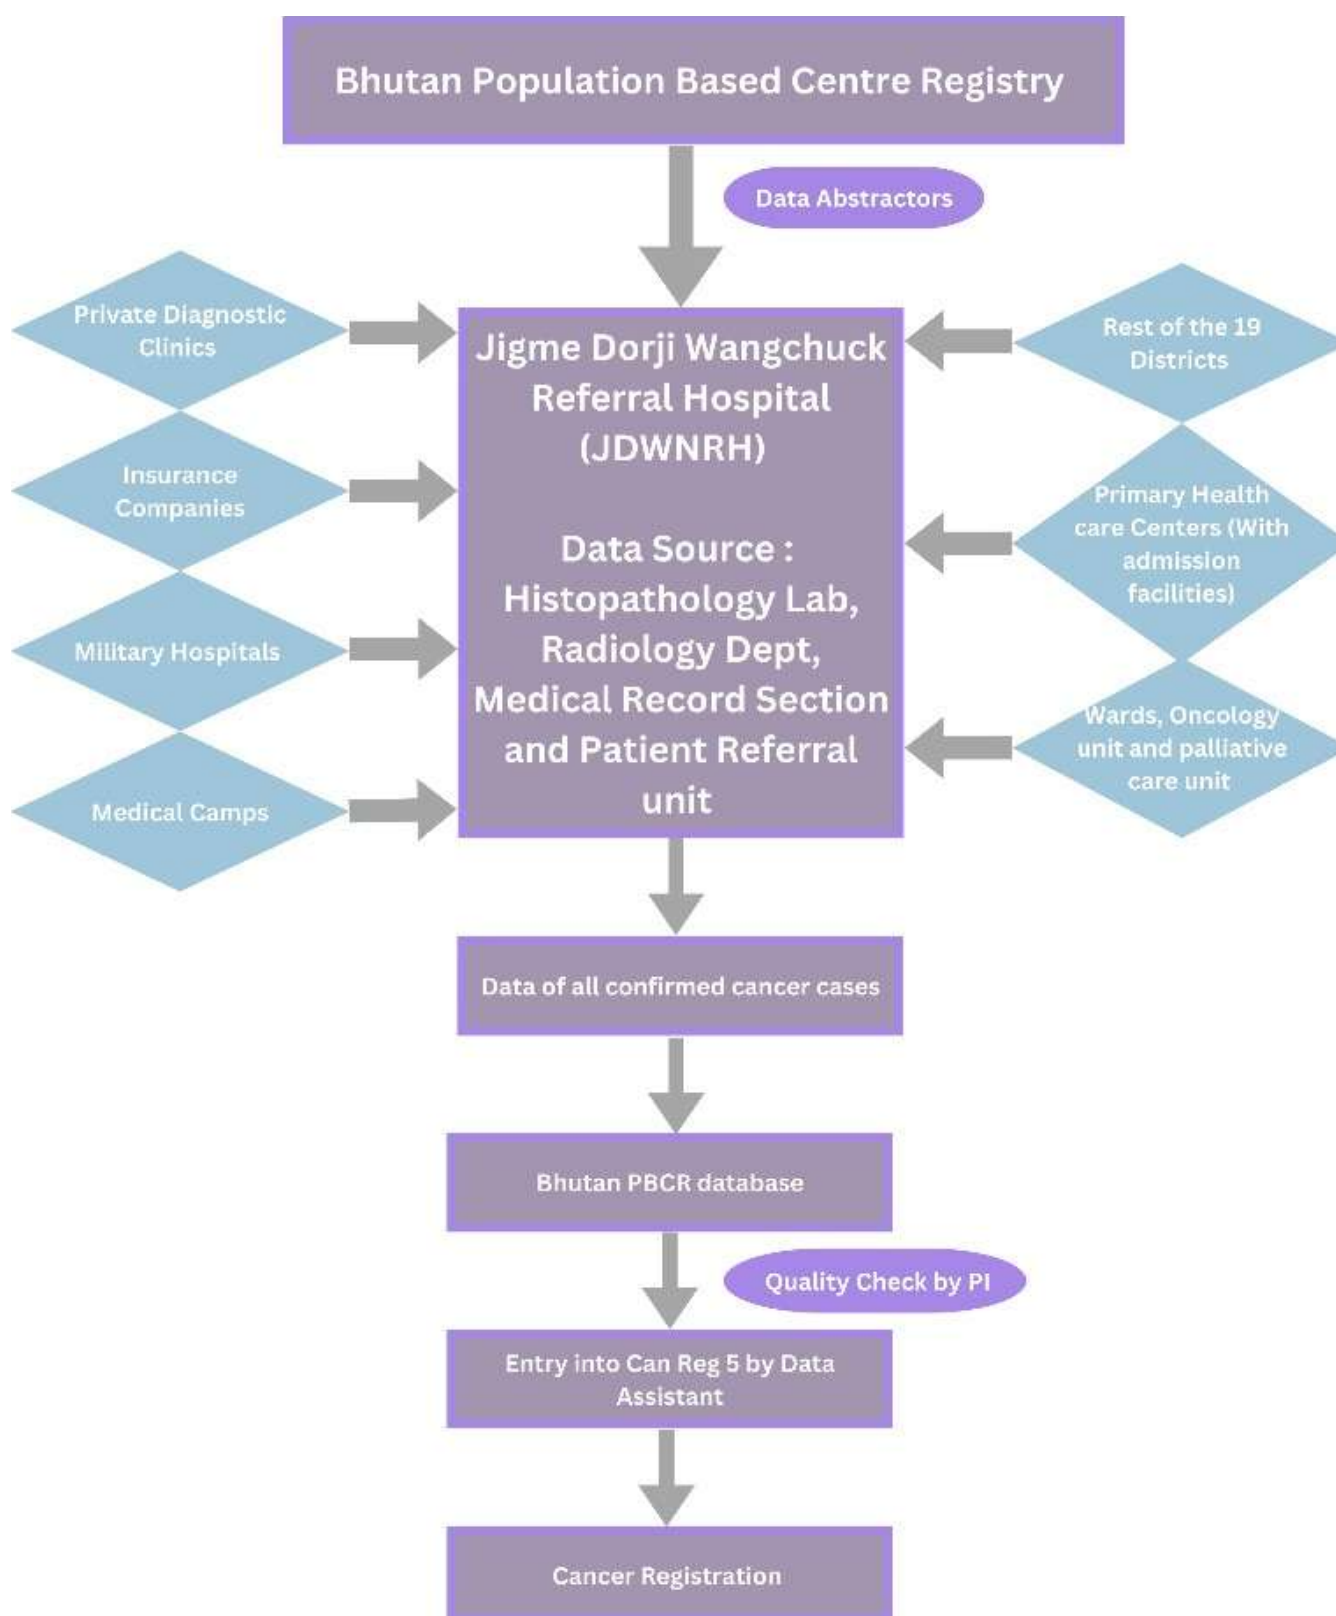 Bhutan Population Based Centre Registry
Data Abstractors
Private Diagnostic
Clinics
Insurance
Companies
Military Hospitals
Medical Camps
Jigme Dorji Wangchuck
Referral Hospital
(JDWNRH)
Data Source :
Histopathology Lab,
Radiology Dept,
Medical Record Section
and Patient Referral
unit
Rest of the 19
Districts
Primary Health
care Centers (With
admission
facilities)
Wards, Oncology
unit and palliative
care unit
Data of all confirmed cancer cases
Bhutan PBCR database
Quality Check by PI
Entry into Can Reg 5 by Data
Assistant
Cancer Registration